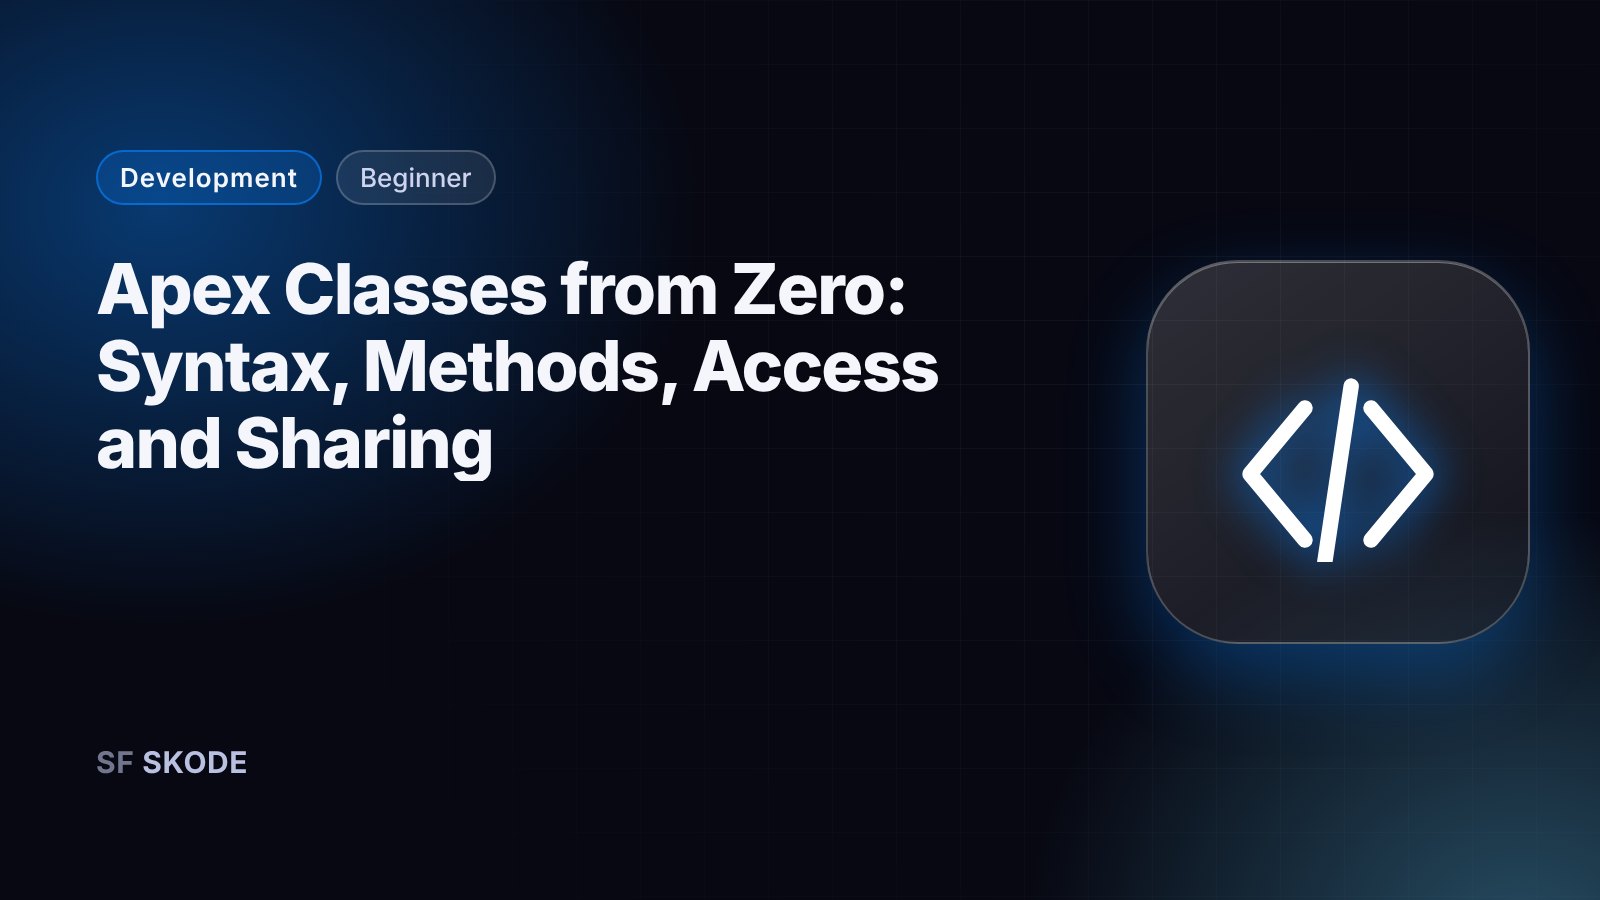 Development
Beginner
Apex Classes from Zero:
Syntax, Methods, Access
and Sharing
SF SKODE